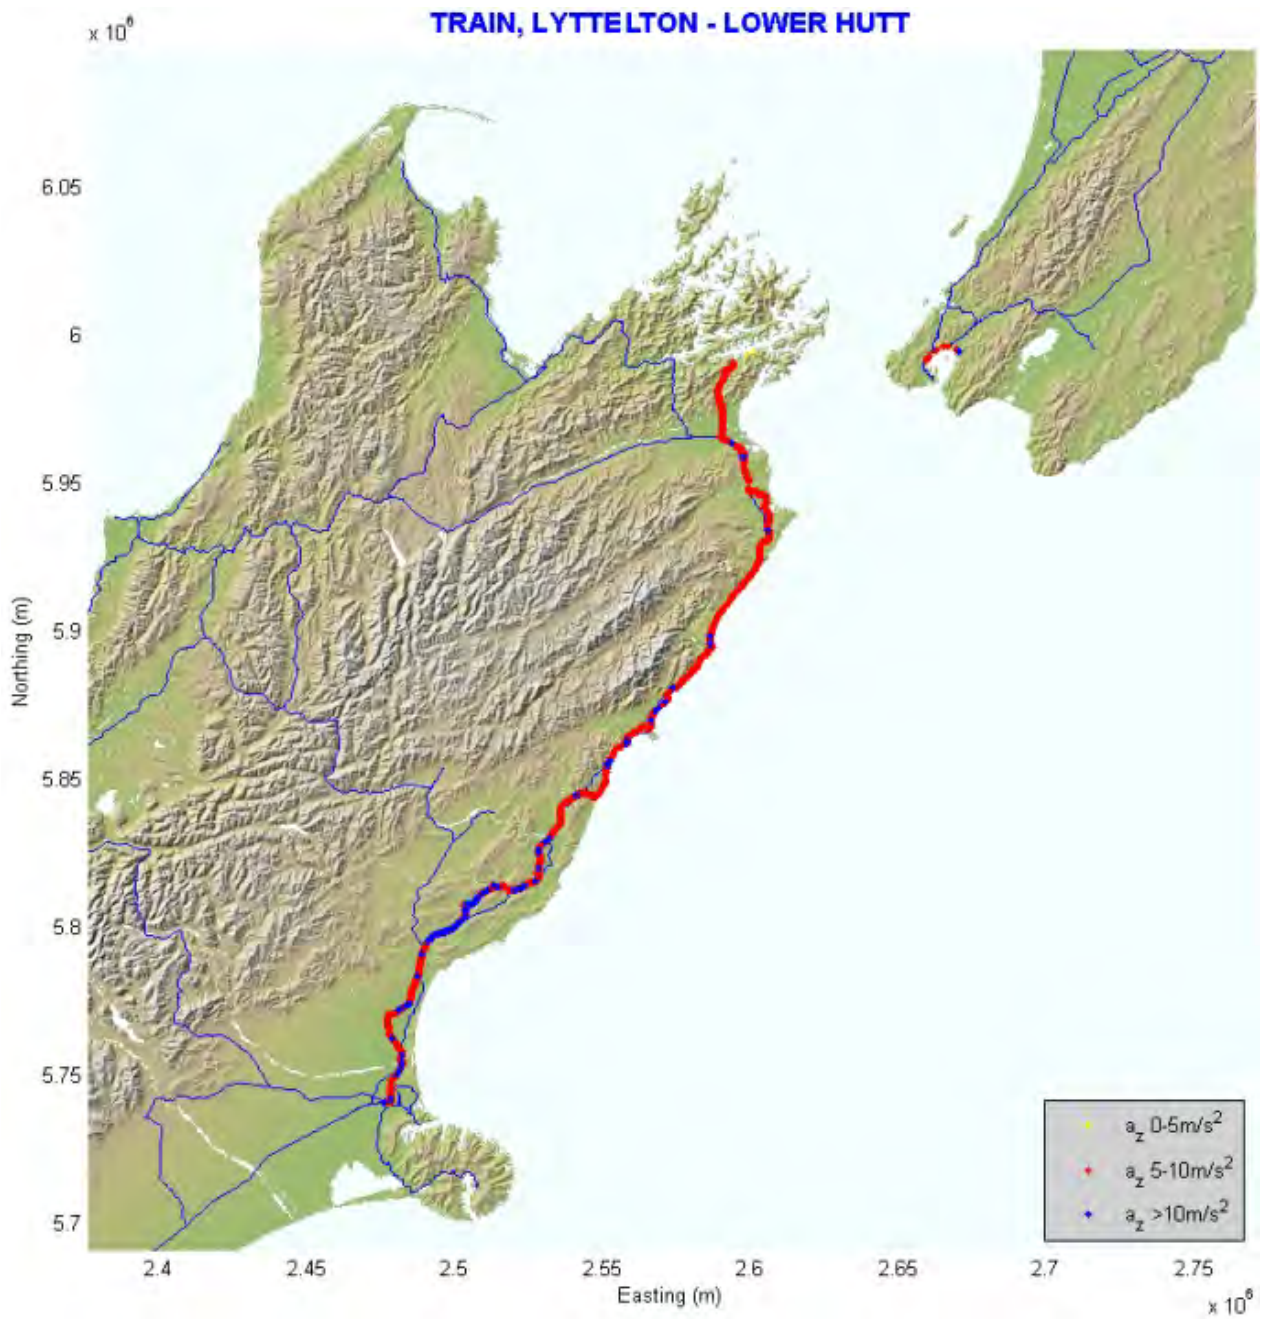 TRAIN, LYTTELTON - LOWER HUTT
x 10^6
6.05
6
5.95
5.9
5.85
5.8
5.75
5.7
Northing (m)
2.4 2.45 2.5 2.55 2.6 2.65 2.7 2.75
Easting (m)
x 10^6
a_z 0-5m/s^2
a_z 5-10m/s^2
a_z >10m/s^2